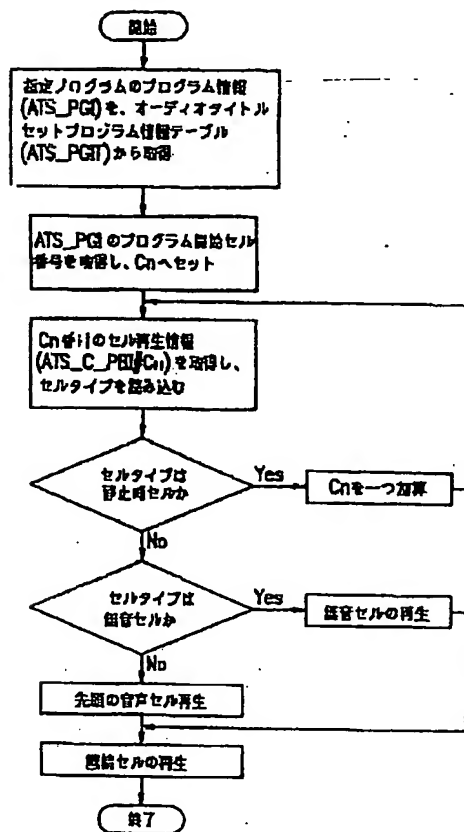 開始
指定プログラムのプログラム情報
(ATS_PGI)を、オーディオタイトル
セットプログラム情報テーブル
(ATS_PGIT)から取得
ATS_PGIのプログラム開始セル
番号を取得し、Cnへセット
Cn番目のセル再生情報
(ATS_C_PBI#Cn)を取得し、
セルタイプを読み込む
セルタイプは
静止画セルか
Yes
Cnを一つ加算
No
セルタイプは
無音セルか
Yes
無音セルの再生
No
先頭の音声セル再生
後続セルの再生
終了